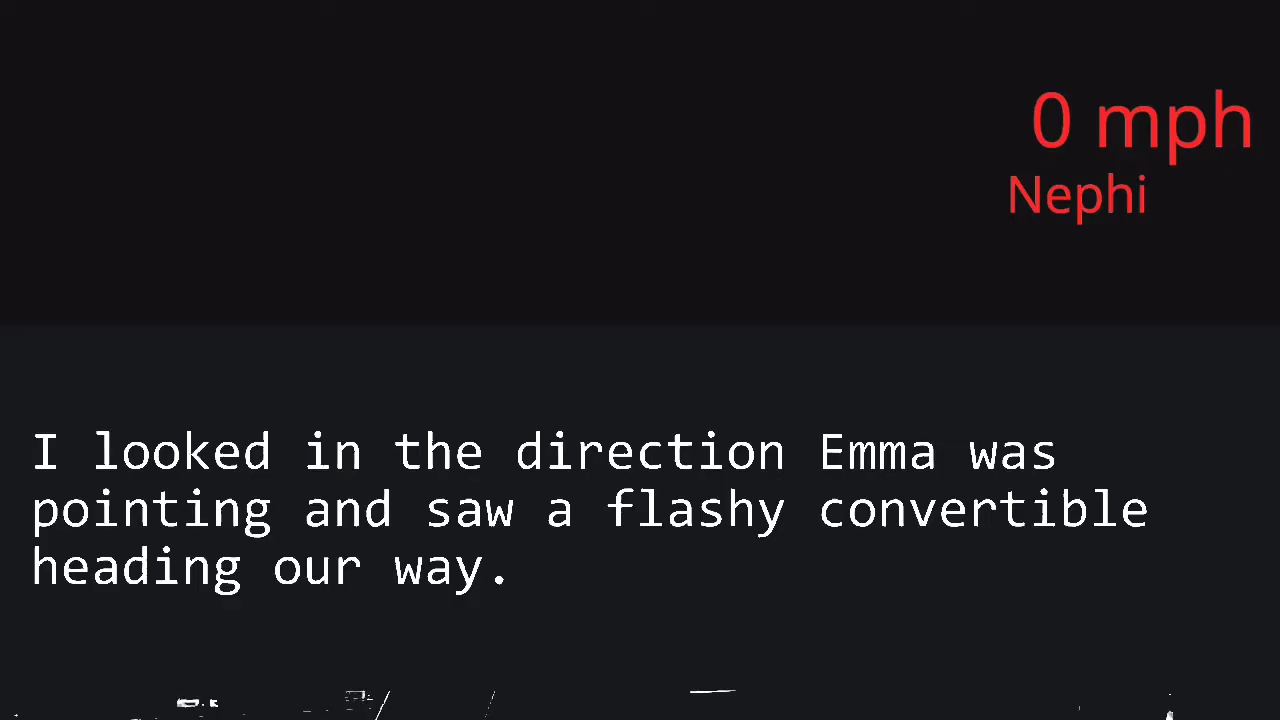 0 mph
Nephi
I looked in the direction Emma was
pointing and saw a flashy convertible
heading our way.